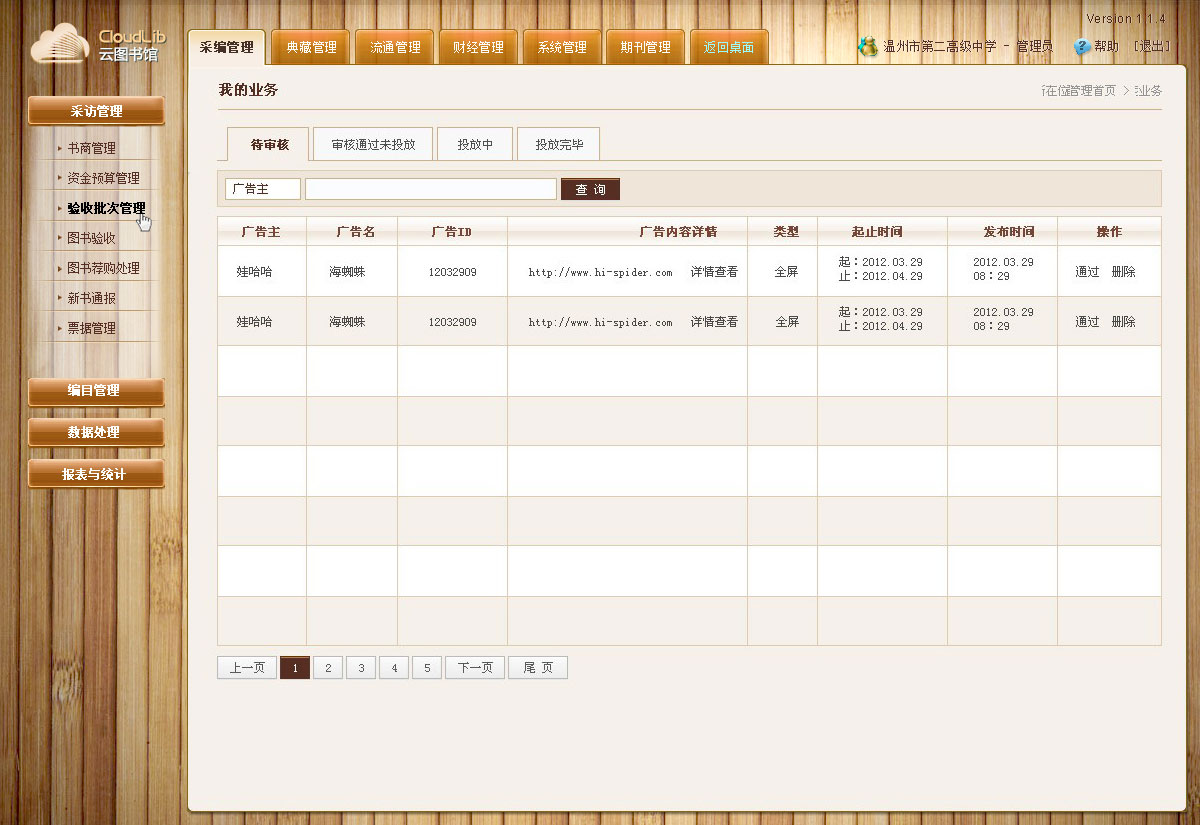 Version 1.1.4
CloudLib
云图书馆
采编管理 典藏管理 流通管理 财经管理 系统管理 期刊管理 返回桌面
温州市第二高级中学 - 管理员 帮助 [退出]
采访管理
书商管理
资金预算管理
验收批次管理
图书验收
图书荐购处理
新书通报
票据管理
编目管理
数据处理
报表与统计
我的业务
管理首页 > 业务
待审核 审核通过未投放 投放中 投放完毕
广告主 查 询
广告主 广告名 广告ID 广告内容详情 类型 起止时间 发布时间 操作
娃哈哈 海蜘蛛 12032909 http://www.hi-spider.com 详情查看 全屏 起：2012.03.29 止：2012.04.29 2012.03.29 08：29 通过 删除
娃哈哈 海蜘蛛 12032909 http://www.hi-spider.com 详情查看 全屏 起：2012.03.29 止：2012.04.29 2012.03.29 08：29 通过 删除
上一页 1 2 3 4 5 下一页 尾 页